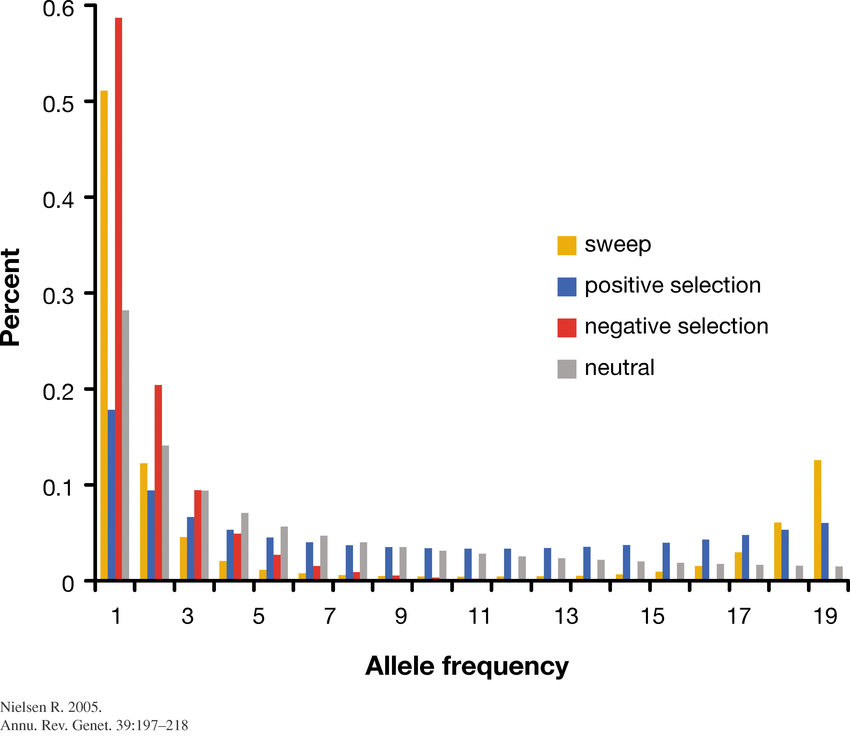 0.6
0.5
0.4
0.3
0.2
0.1
0
Percent
sweep
positive selection
negative selection
neutral
1 3 5 7 9 11 13 15 17 19
Allele frequency
Nielsen R. 2005.
Annu. Rev. Genet. 39:197–218